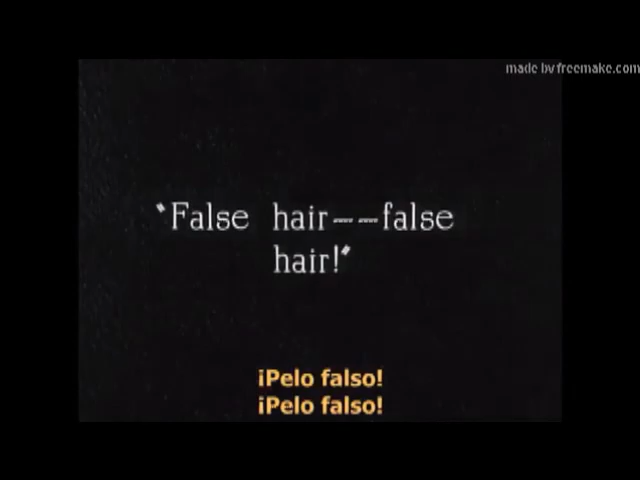 made by freemake.com
"False hair---false
hair!"
¡Pelo falso!
¡Pelo falso!